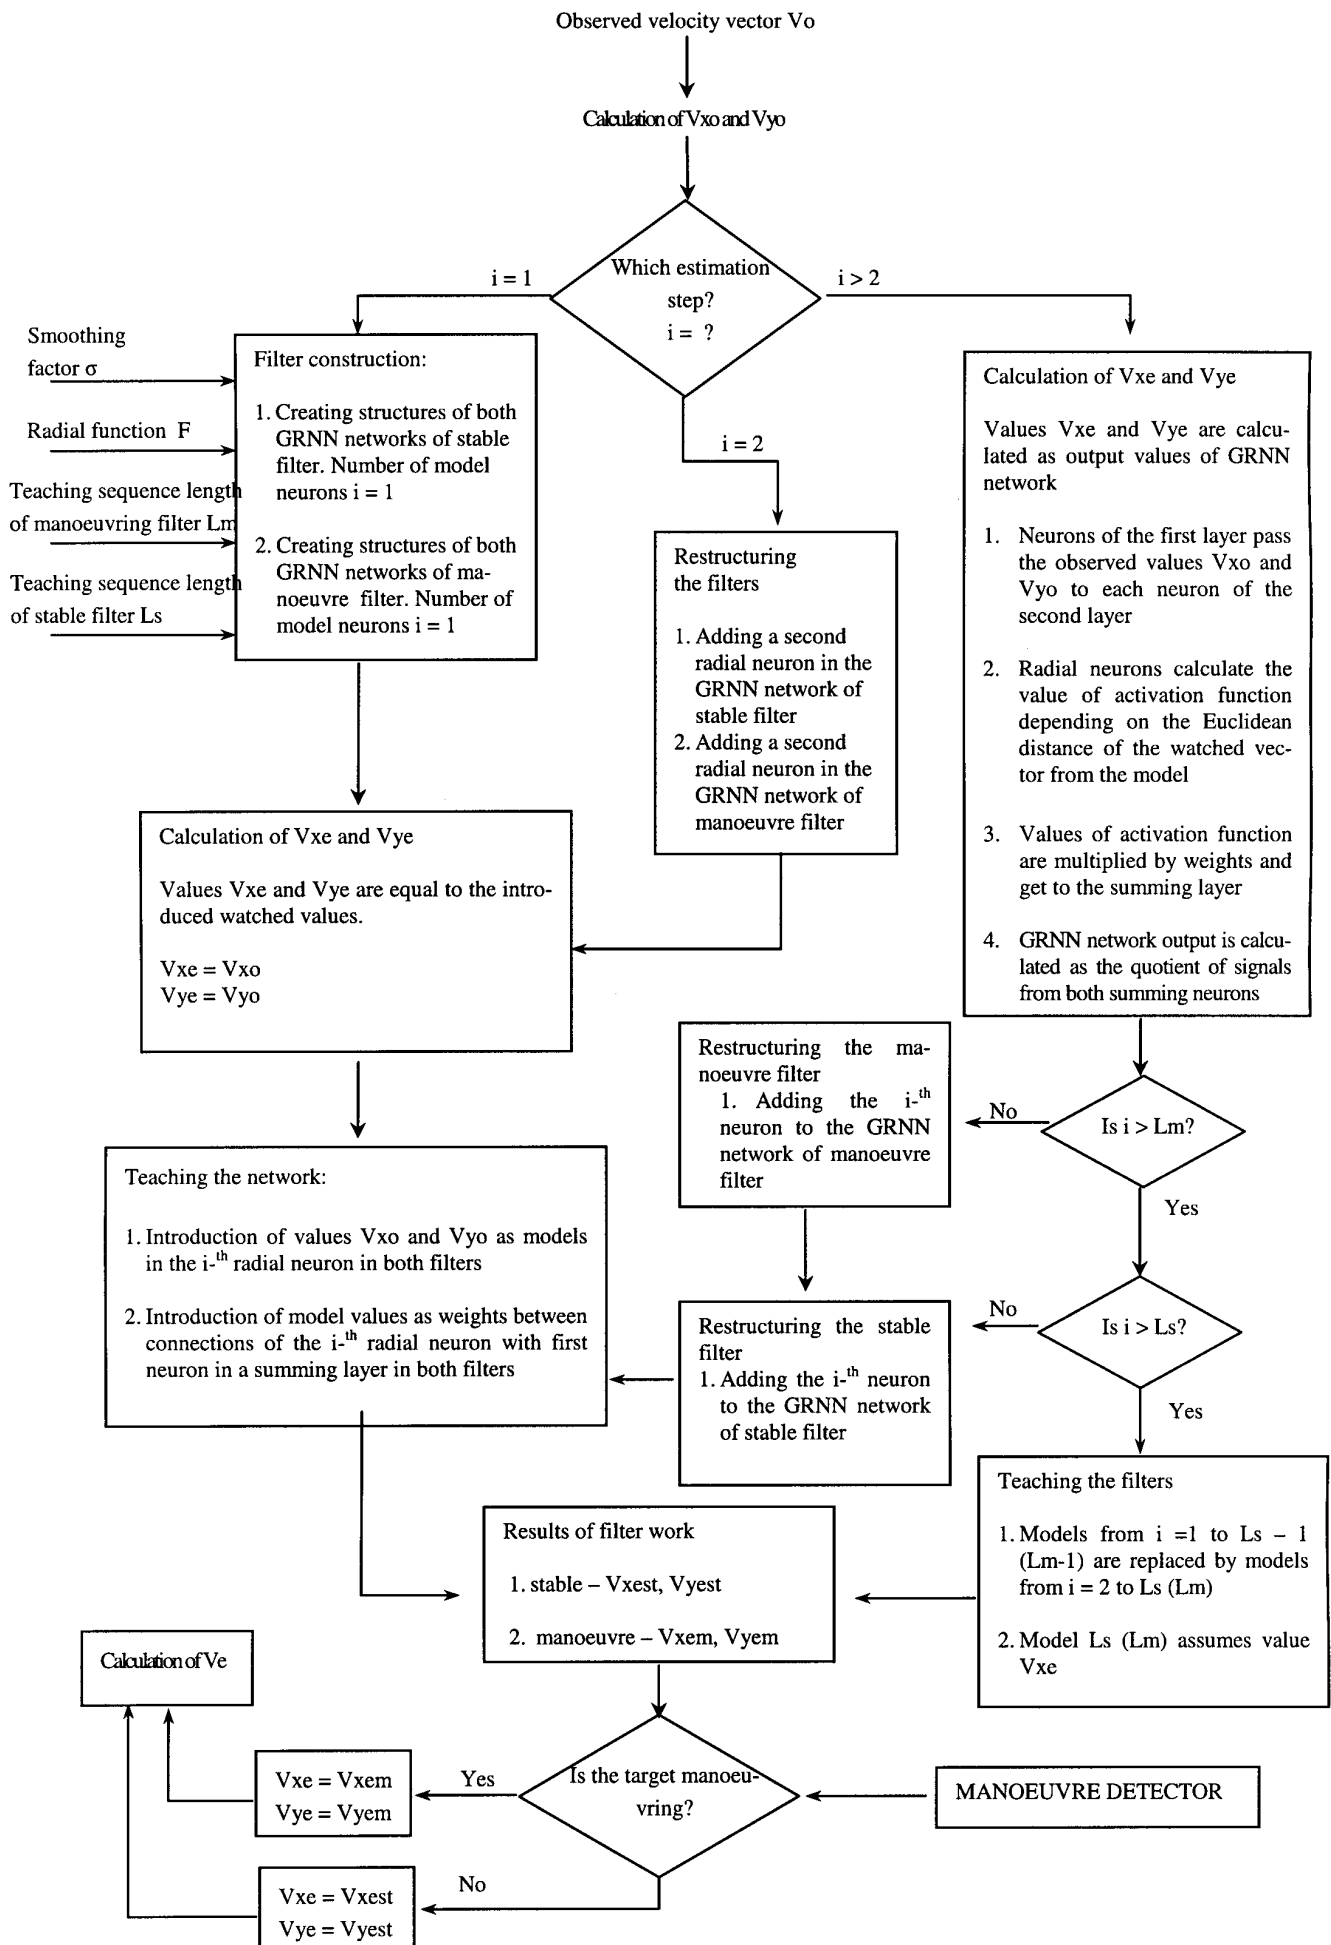 Observed velocity vector Vo
Calculation of Vxo and Vyo
Which estimation
step?
i = ?
i = 1
i > 2
i = 2
Smoothing
factor σ
Radial function F
Teaching sequence length
of manoeuvring filter Lm
Teaching sequence length
of stable filter Ls
Filter construction:
1. Creating structures of both
GRNN networks of stable
filter. Number of model
neurons i = 1
2. Creating structures of both
GRNN networks of ma-
noeuvre filter. Number of
model neurons i = 1
Restructuring
the filters
1. Adding a second
radial neuron in the
GRNN network of
stable filter
2. Adding a second
radial neuron in the
GRNN network of
manoeuvre filter
Calculation of Vxe and Vye
Values Vxe and Vye are calcu-
lated as output values of GRNN
network
1. Neurons of the first layer pass
the observed values Vxo and
Vyo to each neuron of the
second layer
2. Radial neurons calculate the
value of activation function
depending on the Euclidean
distance of the watched vec-
tor from the model
3. Values of activation function
are multiplied by weights and
get to the summing layer
4. GRNN network output is calcu-
lated as the quotient of signals
from both summing neurons
Calculation of Vxe and Vye
Values Vxe and Vye are equal to the intro-
duced watched values.
Vxe = Vxo
Vye = Vyo
Restructuring the ma-
noeuvre filter
1. Adding the i-th
neuron to the GRNN
network of manoeuvre
filter
No
Is i > Lm?
Yes
Teaching the network:
1. Introduction of values Vxo and Vyo as models
in the i-th radial neuron in both filters
2. Introduction of model values as weights between
connections of the i-th radial neuron with first
neuron in a summing layer in both filters
Restructuring the stable
filter
1. Adding the i-th neuron
to the GRNN network
of stable filter
No
Is i > Ls?
Yes
Teaching the filters
1. Models from i =1 to Ls – 1
(Lm-1) are replaced by models
from i = 2 to Ls (Lm)
2. Model Ls (Lm) assumes value
Vxe
Results of filter work
1. stable – Vxest, Vyest
2. manoeuvre – Vxem, Vyem
Calculation of Ve
Is the target manoeu-
vring?
Yes
Vxe = Vxem
Vye = Vyem
MANOEUVRE DETECTOR
No
Vxe = Vxest
Vye = Vyest